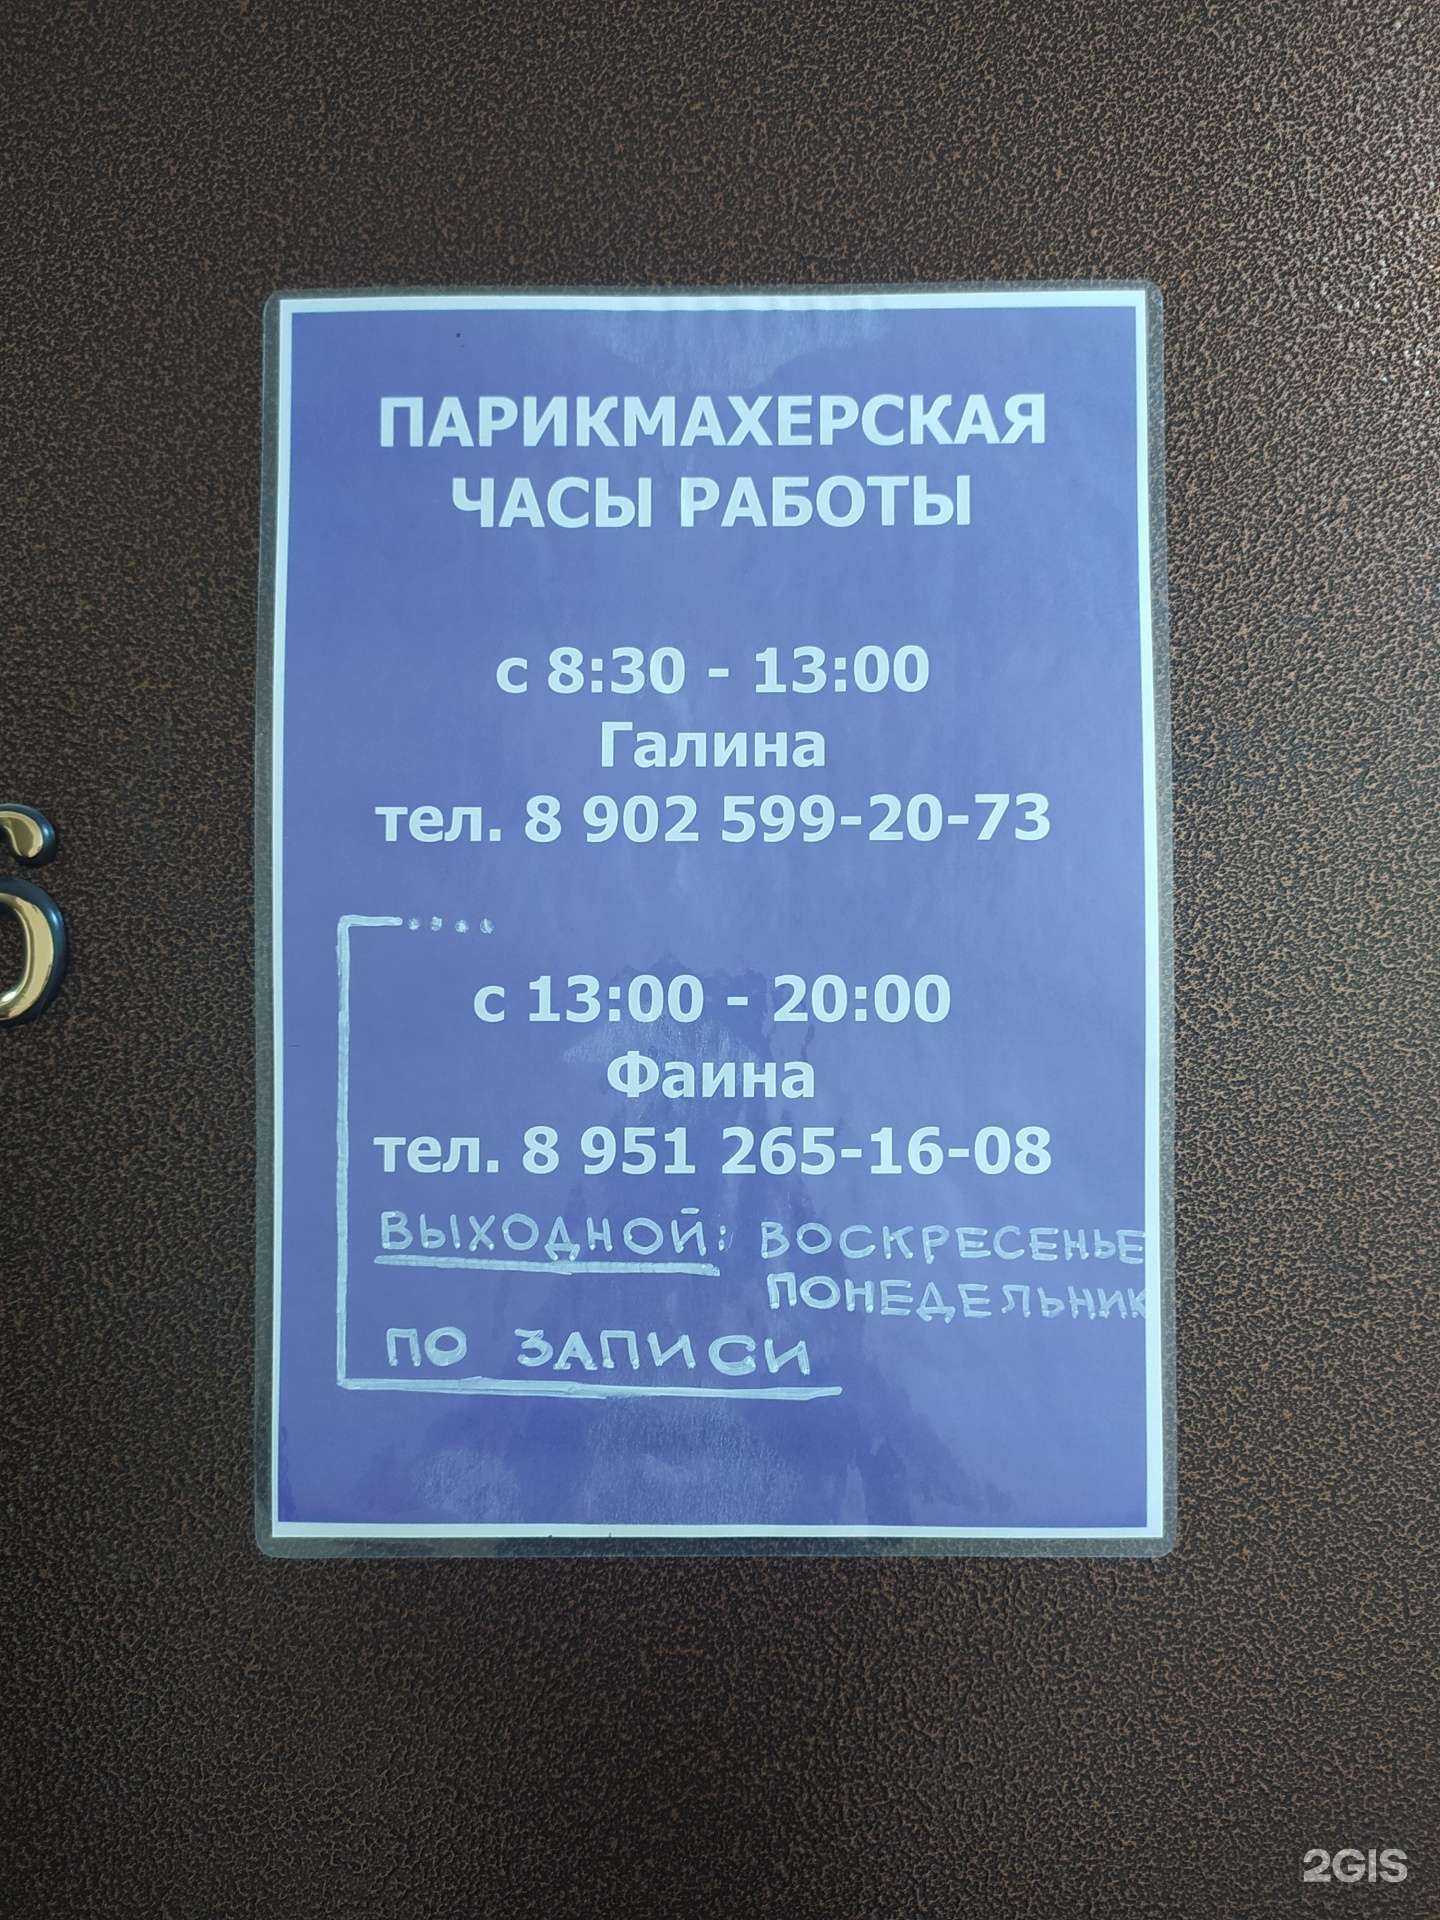 ПАРИКМАХЕРСКАЯ
ЧАСЫ РАБОТЫ
с 8:30 - 13:00
Галина
тел. 8 902 599-20-73
с 13:00 - 20:00
Фаина
тел. 8 951 265-16-08
ВЫХОДНОЙ: ВОСКРЕСЕНЬЕ
ПОНЕДЕЛЬНИК
ПО ЗАПИСИ
2GIS